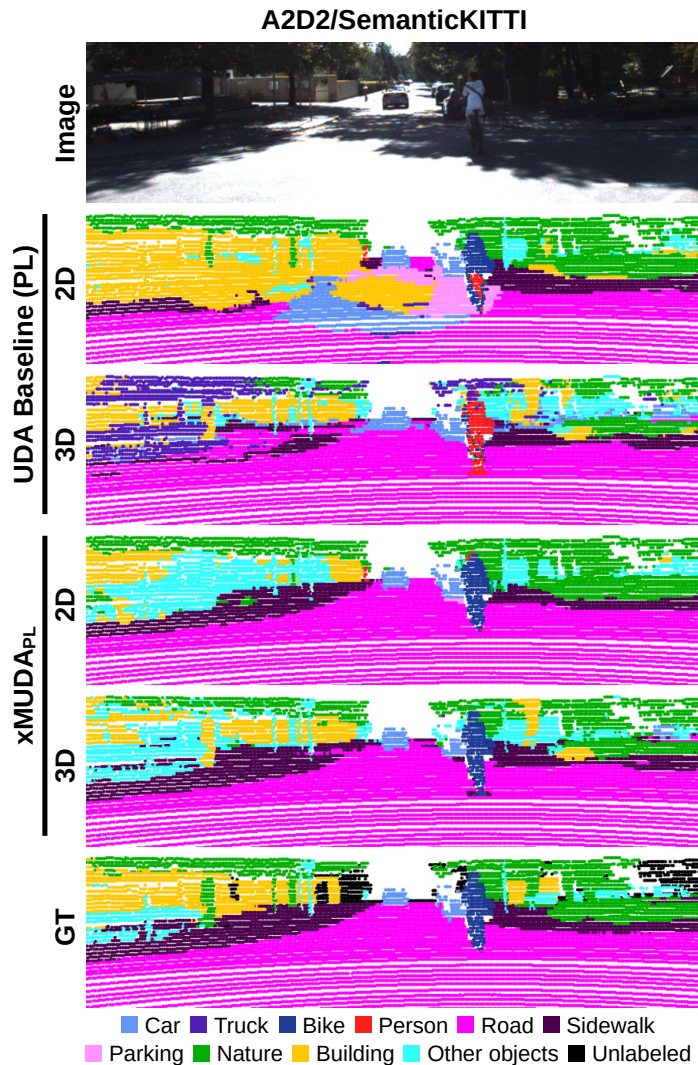 A2D2/SemanticKITTI
Image
UDA Baseline (PL)
2D
3D
xMUDAPL
2D
3D
GT
Car Truck Bike Person Road Sidewalk
Parking Nature Building Other objects Unlabeled